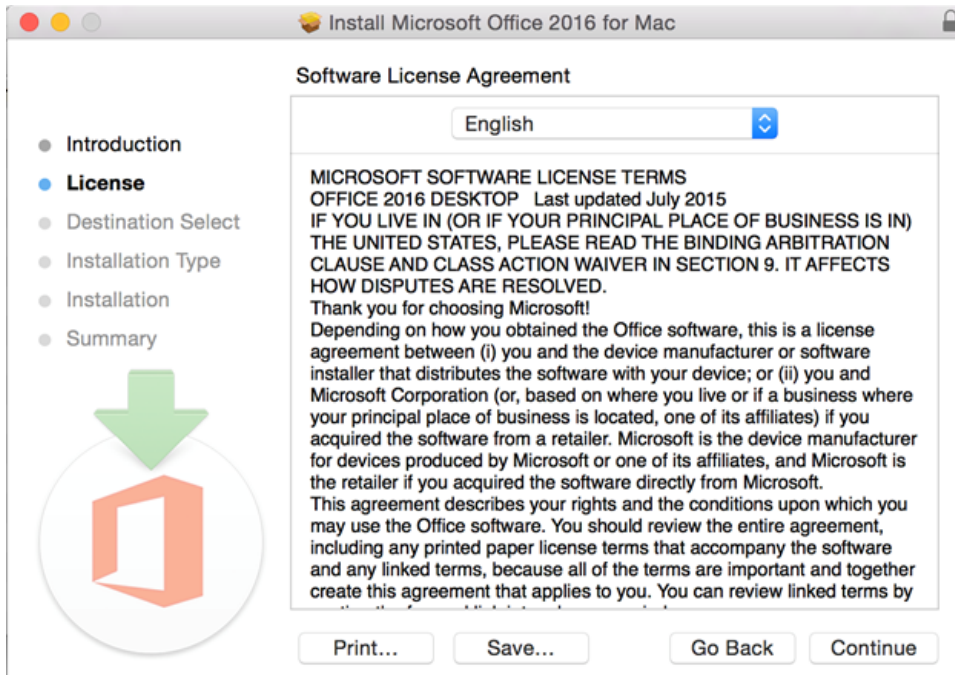 Install Microsoft Office 2016 for Mac
Software License Agreement
Introduction
License
Destination Select
Installation Type
Installation
Summary
English
MICROSOFT SOFTWARE LICENSE TERMS
OFFICE 2016 DESKTOP   Last updated July 2015
IF YOU LIVE IN (OR IF YOUR PRINCIPAL PLACE OF BUSINESS IS IN)
THE UNITED STATES, PLEASE READ THE BINDING ARBITRATION
CLAUSE AND CLASS ACTION WAIVER IN SECTION 9. IT AFFECTS
HOW DISPUTES ARE RESOLVED.
Thank you for choosing Microsoft!
Depending on how you obtained the Office software, this is a license
agreement between (i) you and the device manufacturer or software
installer that distributes the software with your device; or (ii) you and
Microsoft Corporation (or, based on where you live or if a business where
your principal place of business is located, one of its affiliates) if you
acquired the software from a retailer. Microsoft is the device manufacturer
for devices produced by Microsoft or one of its affiliates, and Microsoft is
the retailer if you acquired the software directly from Microsoft.
This agreement describes your rights and the conditions upon which you
may use the Office software. You should review the entire agreement,
including any printed paper license terms that accompany the software
and any linked terms, because all of the terms are important and together
create this agreement that applies to you. You can review linked terms by
Print...
Save...
Go Back
Continue